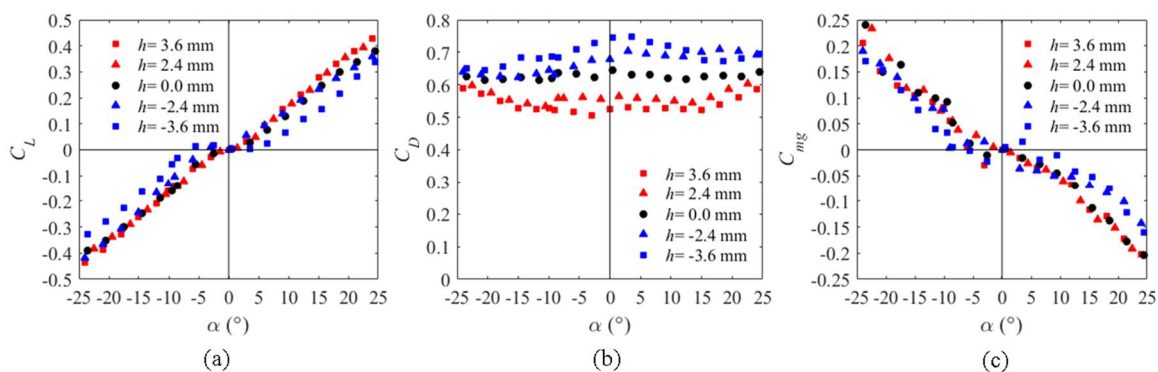 0.5
0.4
0.3
0.2
0.1
0
-0.1
-0.2
-0.3
-0.4
-0.5
C_L
h= 3.6 mm
h= 2.4 mm
h= 0.0 mm
h= -2.4 mm
h= -3.6 mm
-25 -20 -15 -10 -5 0 5 10 15 20 25
α (°)
(a)
0.8
0.7
0.6
0.5
0.4
0.3
0.2
0.1
0
C_D
h= 3.6 mm
h= 2.4 mm
h= 0.0 mm
h= -2.4 mm
h= -3.6 mm
-25 -20 -15 -10 -5 0 5 10 15 20 25
α (°)
(b)
0.25
0.20
0.15
0.10
0.05
0
-0.05
-0.10
-0.15
-0.2
0.25
C_mg
h= 3.6 mm
h= 2.4 mm
h= 0.0 mm
h= -2.4 mm
h= -3.6 mm
-25 -20 -15 -10 -5 0 5 10 15 20 25
α (°)
(c)